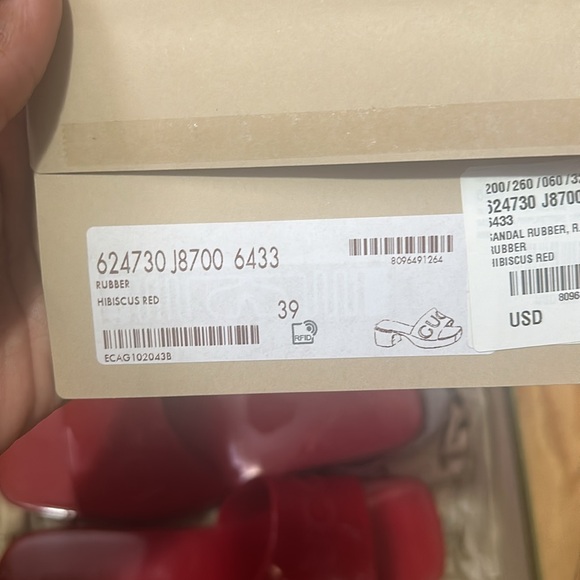 624730 J8700 6433
RUBBER
HIBISCUS RED
39
RFID
ECAG102043B
8096491264
GUC
200/260/060/3
624730 J8700
6433
SANDAL RUBBER, R
RUBBER
HIBISCUS RED
8096
USD